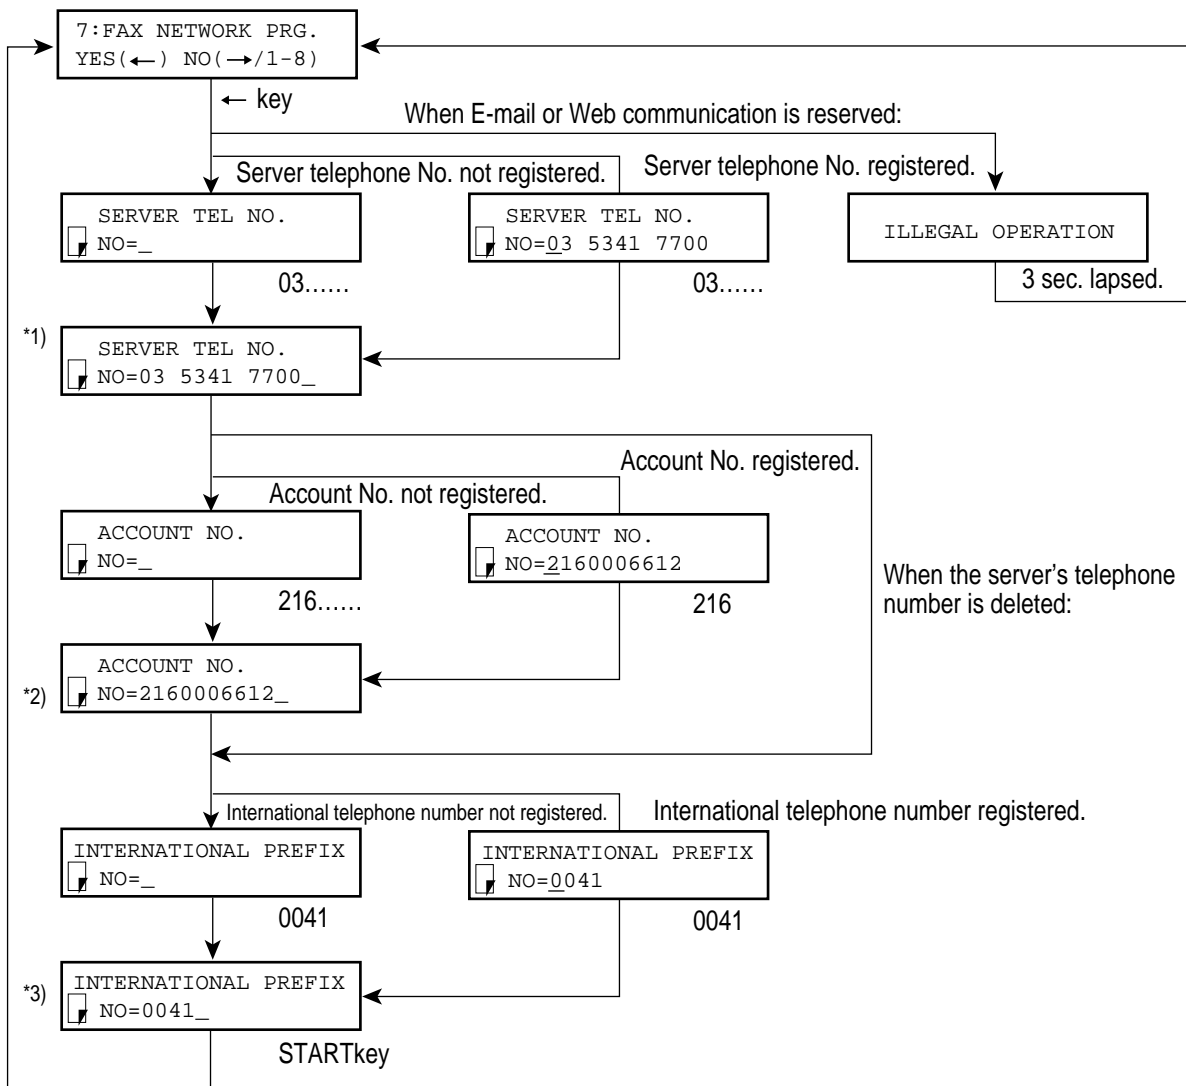 7:FAX NETWORK PRG.
YES(←) NO(→/1-8)
← key
When E-mail or Web communication is reserved:
Server telephone No. not registered.
Server telephone No. registered.
SERVER TEL NO.
NO=_
SERVER TEL NO.
NO=03 5341 7700
ILLEGAL OPERATION
03......
03......
3 sec. lapsed.
*1)
SERVER TEL NO.
NO=03 5341 7700_
Account No. registered.
Account No. not registered.
ACCOUNT NO.
NO=_
ACCOUNT NO.
NO=2160006612
When the server's telephone
number is deleted:
216......
216
*2)
ACCOUNT NO.
NO=2160006612_
International telephone number not registered.
International telephone number registered.
INTERNATIONAL PREFIX
NO=_
INTERNATIONAL PREFIX
NO=0041
0041
0041
*3)
INTERNATIONAL PREFIX
NO=0041_
STARTkey